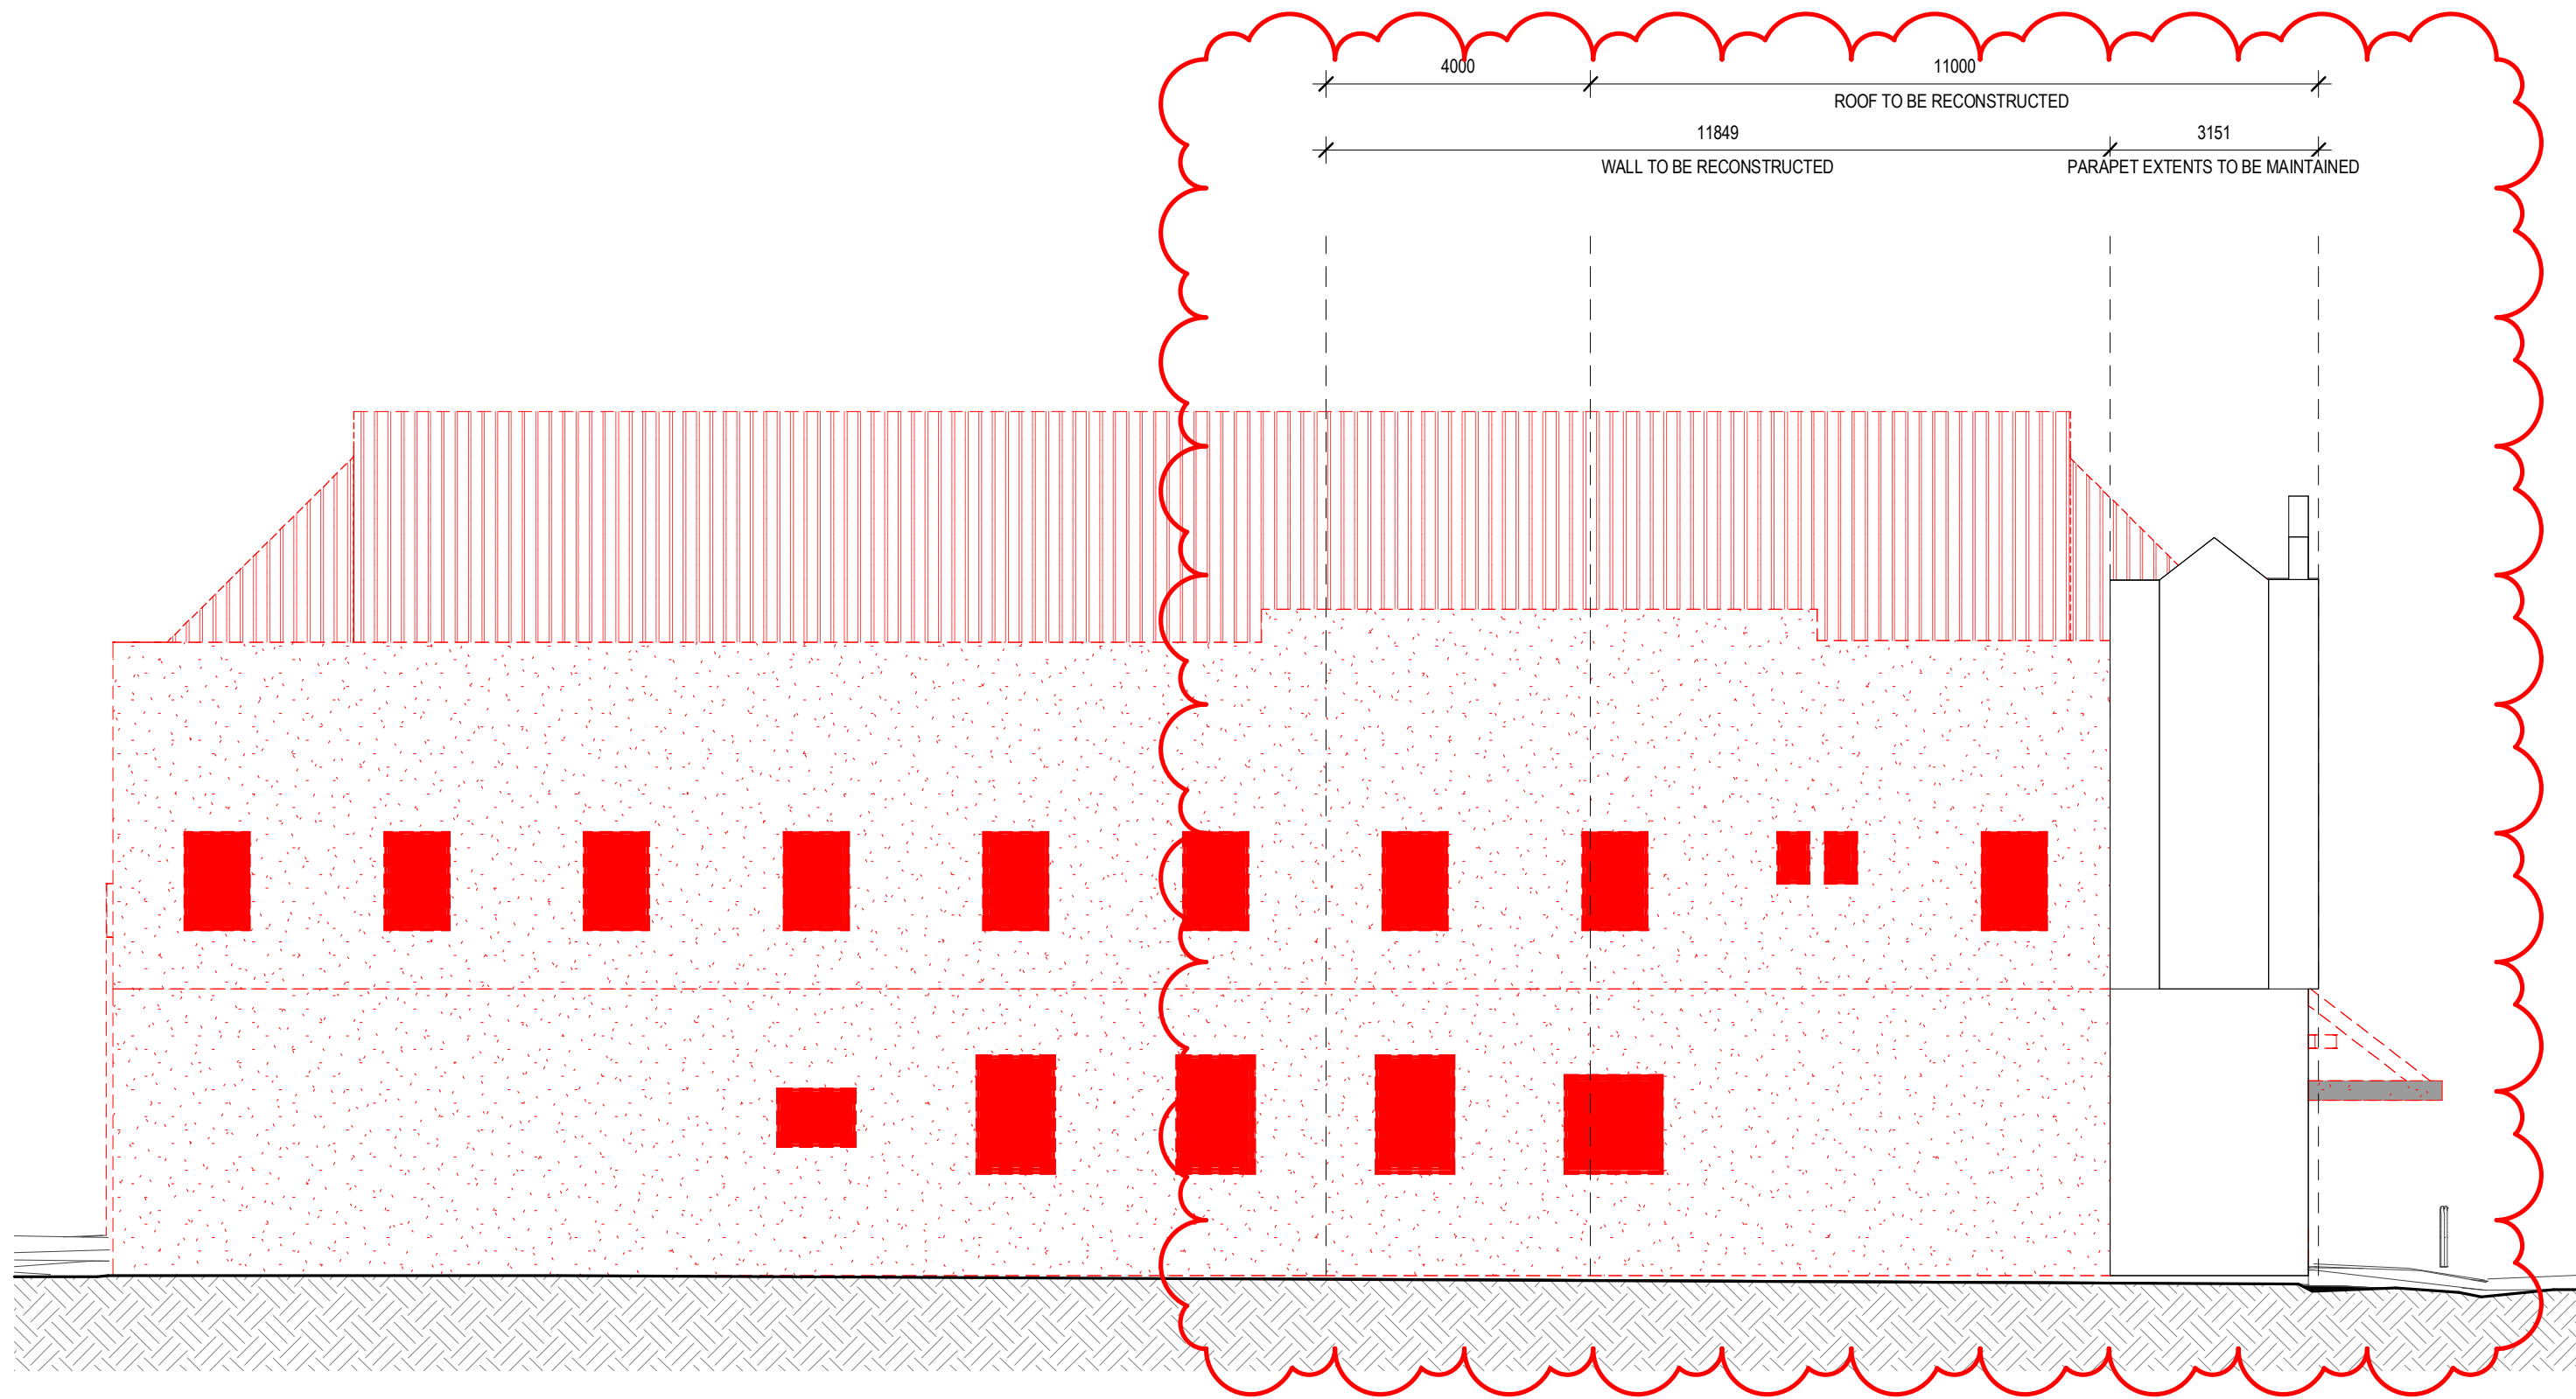 4000 11000
ROOF TO BE RECONSTRUCTED
11849 3151
WALL TO BE RECONSTRUCTED PARAPET EXTENTS TO BE MAINTAINED